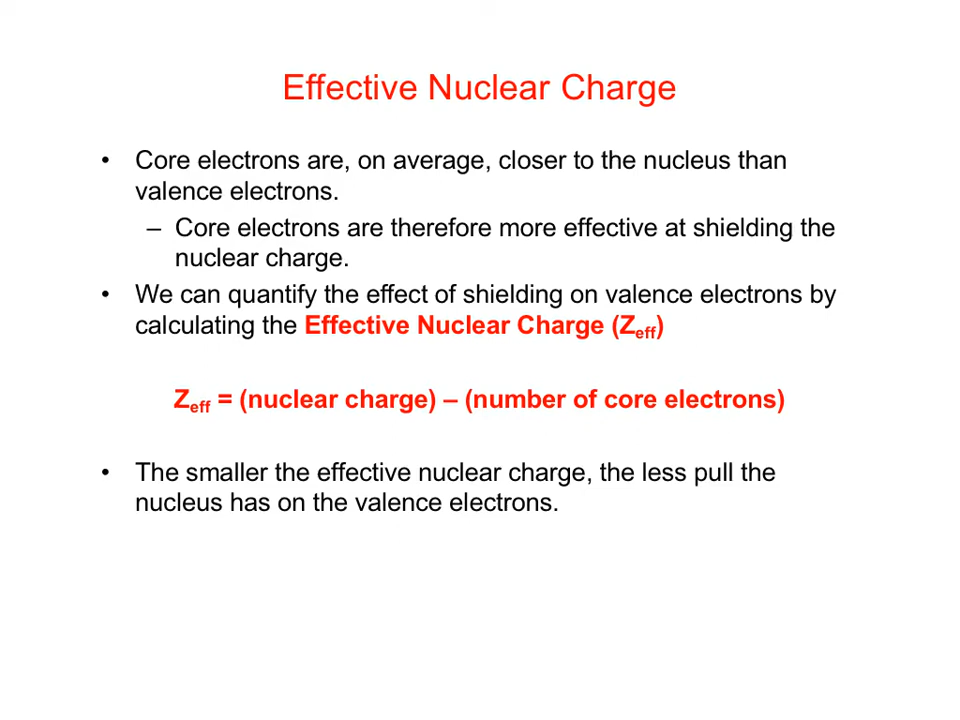 Effective Nuclear Charge
• Core electrons are, on average, closer to the nucleus than
valence electrons.
– Core electrons are therefore more effective at shielding the
nuclear charge.
• We can quantify the effect of shielding on valence electrons by
calculating the Effective Nuclear Charge (Zeff)
Zeff = (nuclear charge) – (number of core electrons)
• The smaller the effective nuclear charge, the less pull the
nucleus has on the valence electrons.